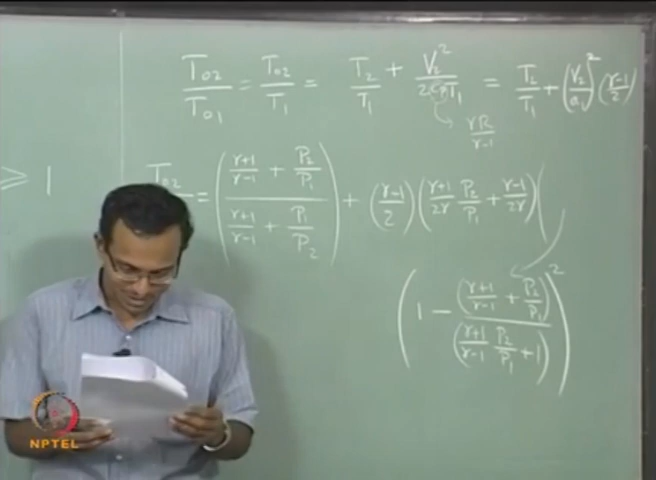 T₀₂/T₀₁ = T₀₂/T₁ = T₂/T₁ + V₂²/2CpT₁ = T₂/T₁ + (V₂/a₁)² (γ-1/2)
γR/γ-1
≥ 1
T₀₂ = ( (γ+1/γ-1 + P₂/P₁) / (γ+1/γ-1 + P₁/P₂) ) + (γ-1/2) (γ+1/2γ P₂/P₁ + γ-1/2γ) (
( 1 - (γ+1/γ-1 + P₂/P₁) / (γ+1/γ-1 P₂/P₁ + 1) )²
NPTEL